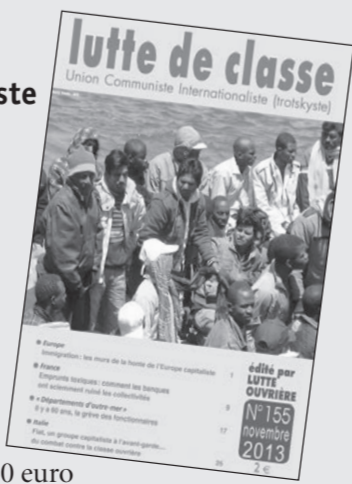 ste
lutte de classe
Union Communiste Internationaliste (trotskyste)
Europe
Immigration : les murs de la honte de l'Europe capitaliste 1
France
Emprunts toxiques : comment les banques
ont sciemment ruiné les collectivités 9
« Départements d'outre-mer »
Il y a 60 ans, la grève des fonctionnaires 17
Italie
Fiat, un groupe capitaliste à l'avant-garde...
du combat contre la classe ouvrière
édité par
LUTTE
OUVRIÈRE
N°155
novembre
2013
2 €
0 euro